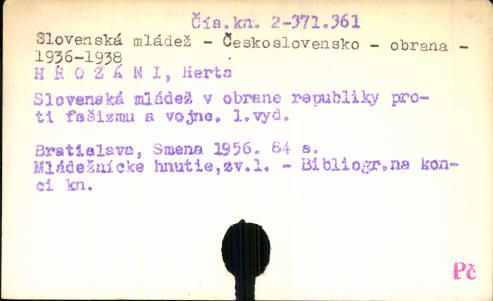 Čís.kn. 2-371.361
Slovenská mládež - Československo - obrana -
1936-1938
HROZÁNI, Herta
Slovenská mládež v obrane republiky pro-
ti fašizmu a vojne. 1.vyd.
Bratislava, Smena 1956. 84 s.
Mládežnícke hnutie,zv.1. - Bibliogr.na kon-
ci kn.
Pč